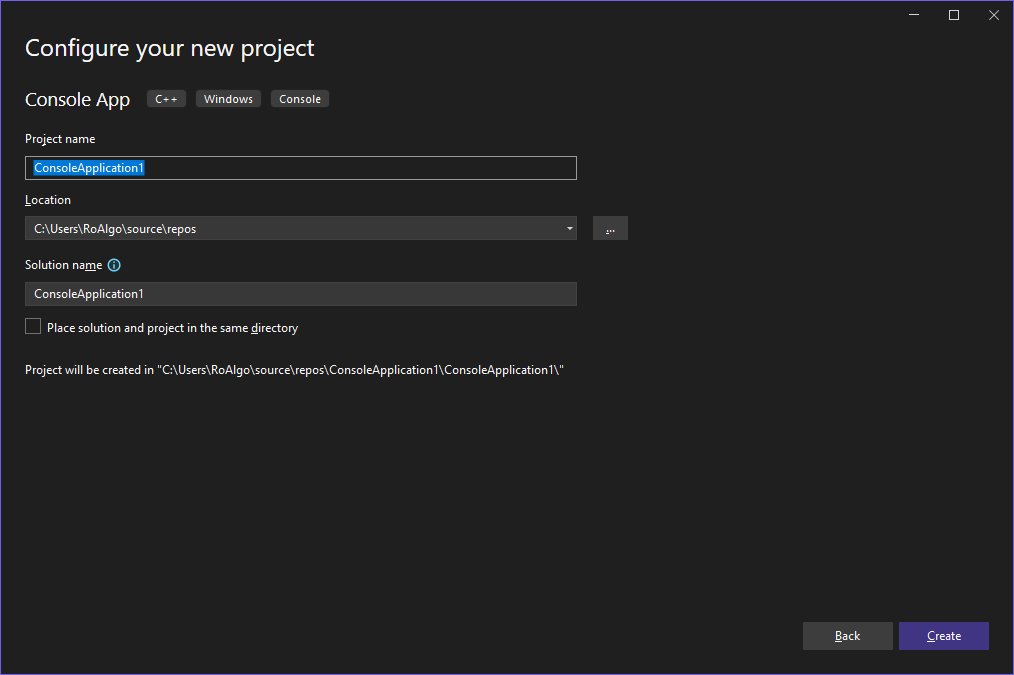 Configure your new project
Console App C++ Windows Console
Project name
ConsoleApplication1
Location
C:\Users\RoAlgo\source\repos
...
Solution name
ConsoleApplication1
Place solution and project in the same directory
Project will be created in "C:\Users\RoAlgo\source\repos\ConsoleApplication1\ConsoleApplication1\"
Back Create